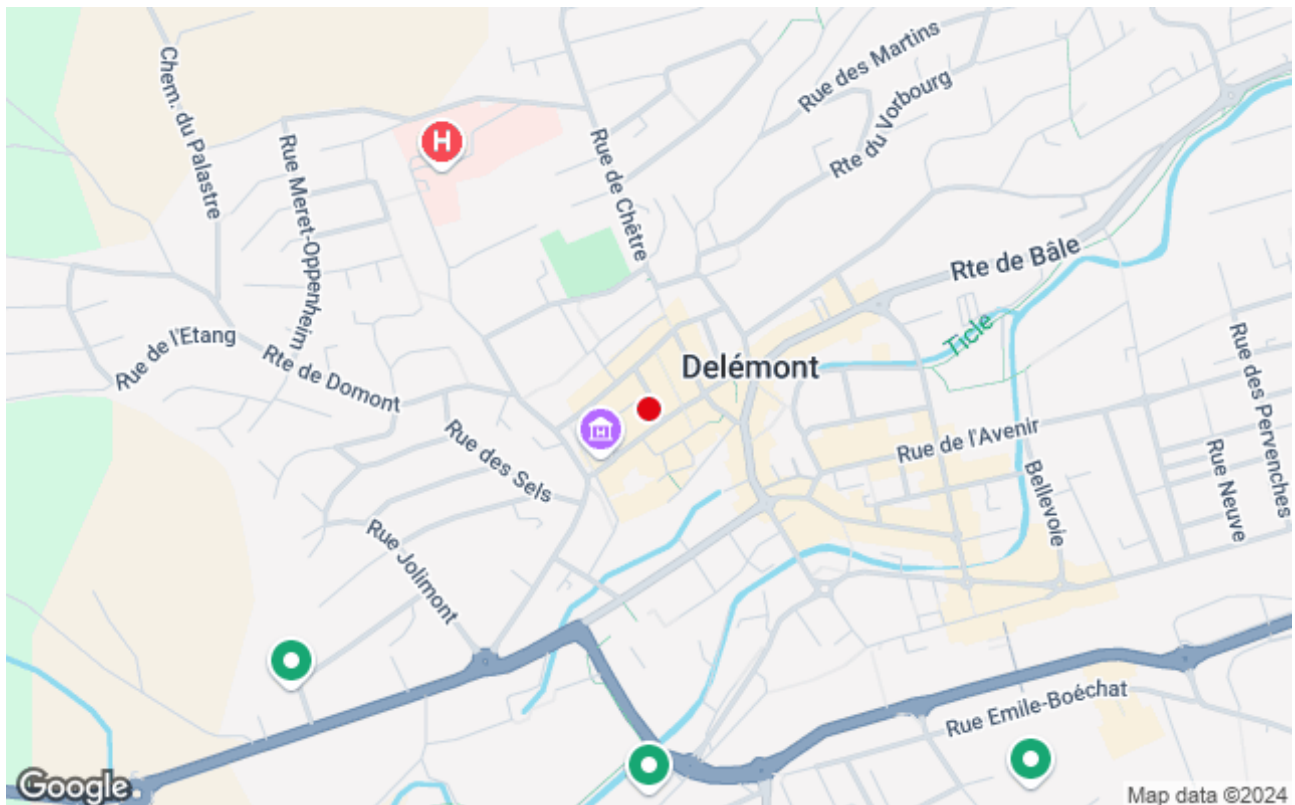 Rue des Martins
Chem. du Palastre
Rte du Vorbourg
H
Rue Meret-Oppenheim
Rue de Chêtre
Rte de Bâle
Ticle
Rue de l'Etang
Rte de Domont
Delémont
Rue des Pervenches
Rue de l'Avenir
Rue des Sels
Rue Neuve
Bellevoie
Rue Jolimont
Rue Emile-Boéchat
Google
Map data ©2024